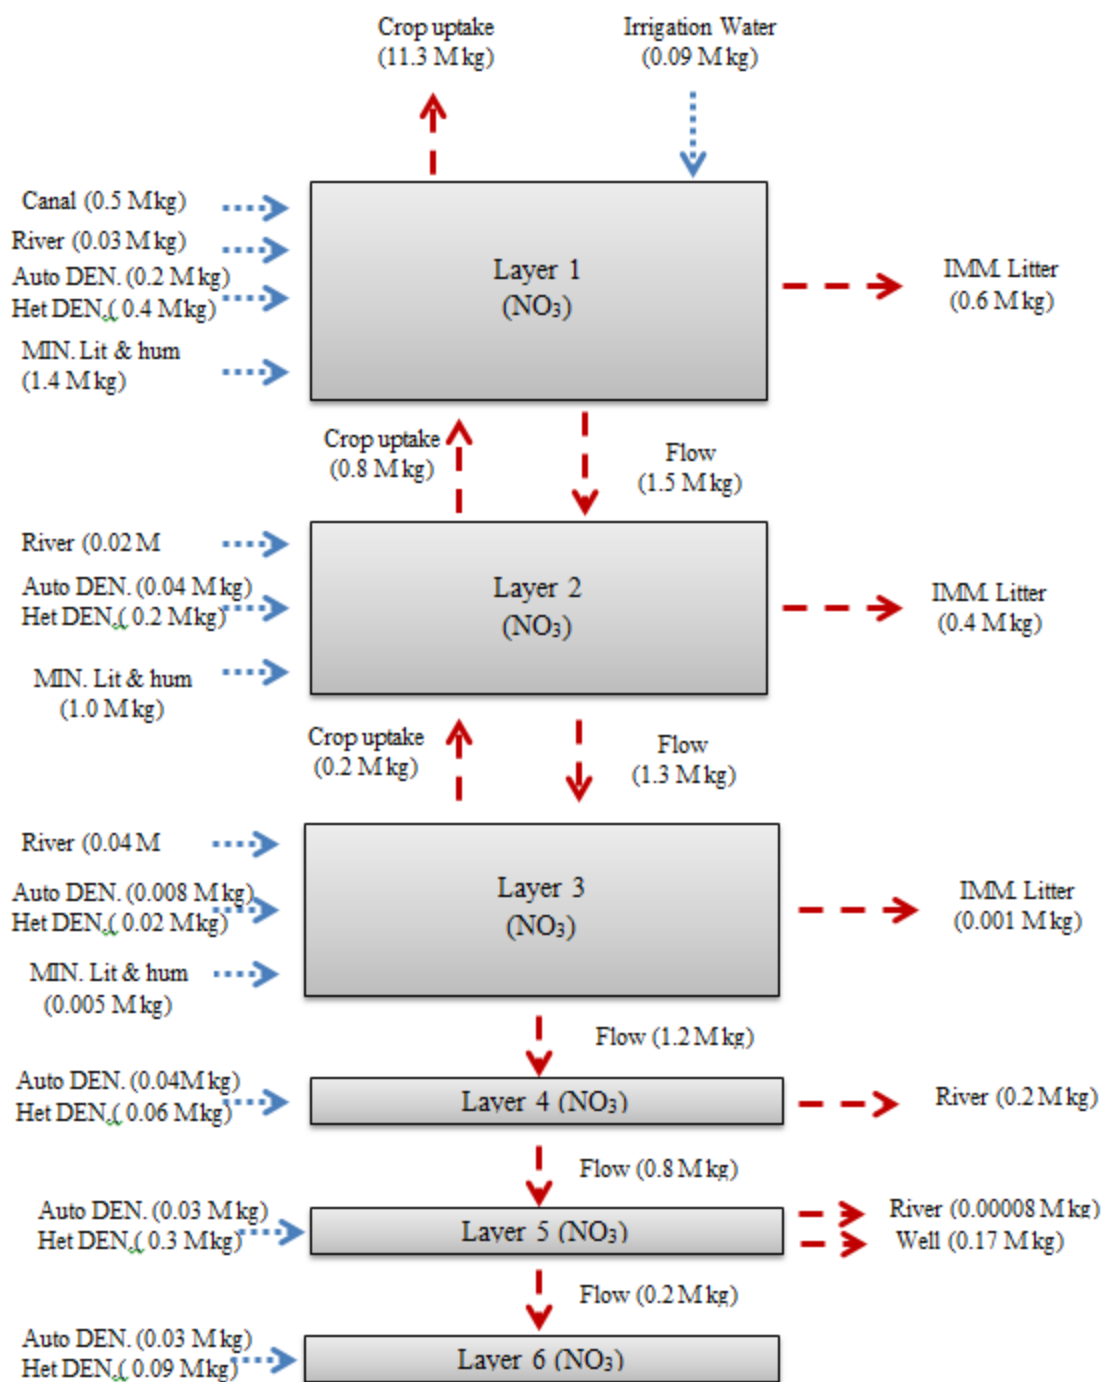 Crop uptake
(11.3 M kg)
Irrigation Water
(0.09 M kg)
Canal (0.5 M kg)
River (0.03 M kg)
Auto DEN. (0.2 M kg)
Het DEN,( 0.4 M kg)
MIN. Lit & hum
(1.4 M kg)
Layer 1
(NO₃)
IMM. Litter
(0.6 M kg)
Crop uptake
(0.8 M kg)
Flow
(1.5 M kg)
River (0.02 M
Auto DEN. (0.04 M kg)
Het DEN,( 0.2 M kg)
MIN. Lit & hum
(1.0 M kg)
Layer 2
(NO₃)
IMM. Litter
(0.4 M kg)
Crop uptake
(0.2 M kg)
Flow
(1.3 M kg)
River (0.04 M
Auto DEN. (0.008 M kg)
Het DEN,( 0.02 M kg)
MIN. Lit & hum
(0.005 M kg)
Layer 3
(NO₃)
IMM. Litter
(0.001 M kg)
Flow (1.2 M kg)
Auto DEN. (0.04M kg)
Het DEN,( 0.06 M kg)
Layer 4 (NO₃)
River (0.2 M kg)
Flow (0.8 M kg)
Auto DEN. (0.03 M kg)
Het DEN,( 0.3 M kg)
Layer 5 (NO₃)
River (0.00008 M kg)
Well (0.17 M kg)
Flow (0.2 M kg)
Auto DEN. (0.03 M kg)
Het DEN,( 0.09 M kg)
Layer 6 (NO₃)